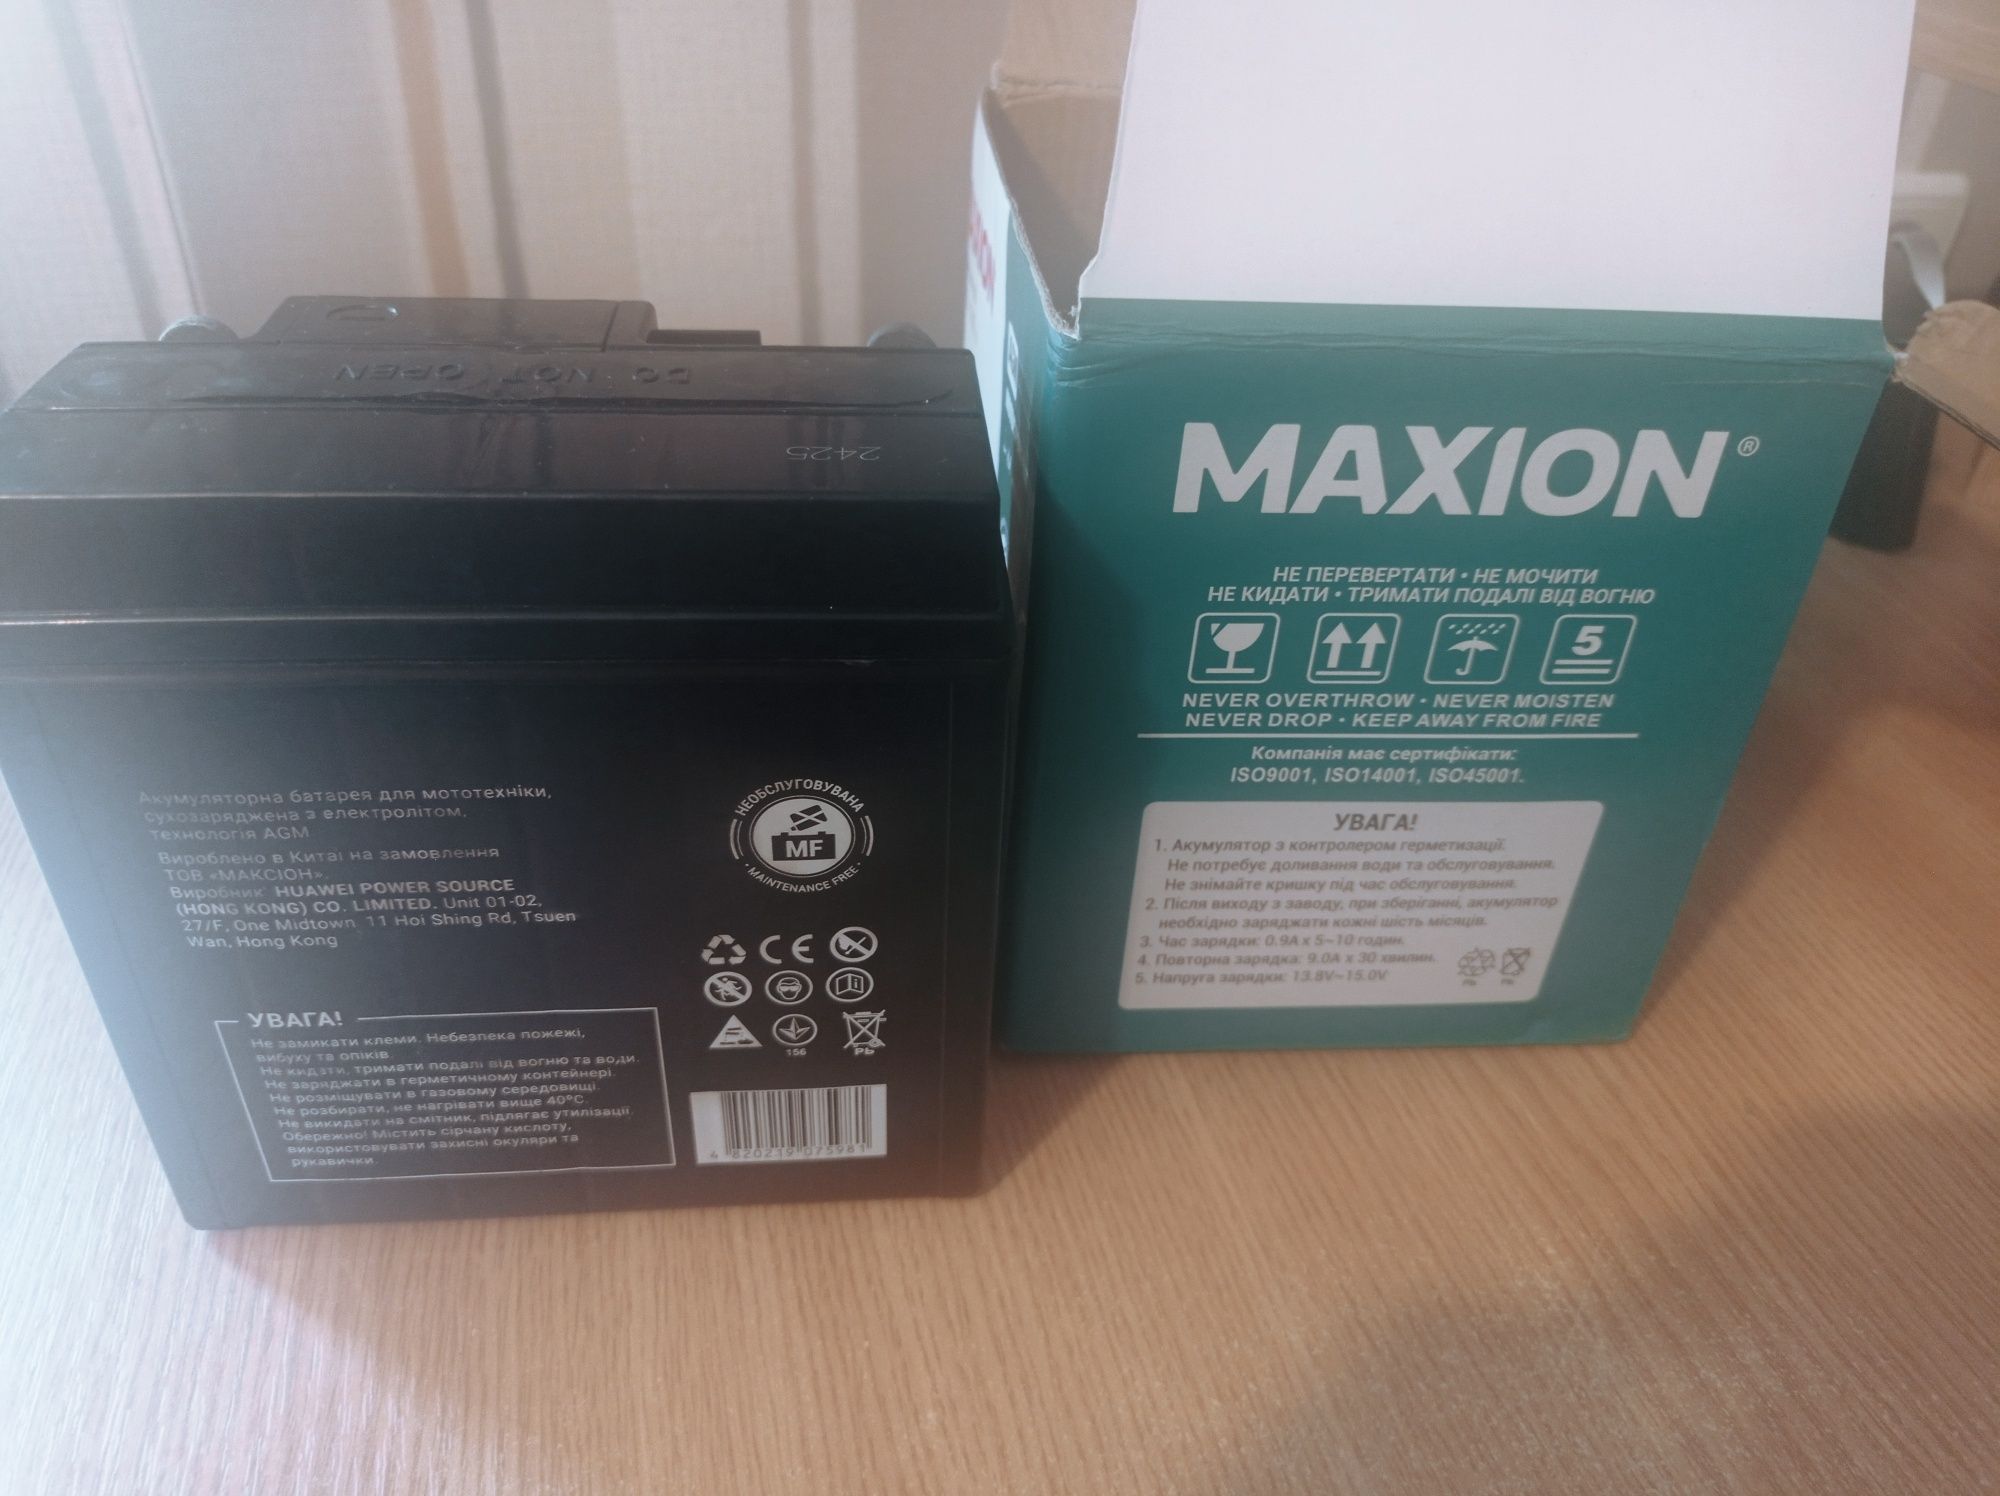 DO NOT OPEN
2425
Акумуляторна батарея для мототехніки,
сухозаряджена з електролітом,
технологія AGM
Вироблено в Китаї на замовлення
ТОВ «МАКСІОН».
Виробник: HUAWEI POWER SOURCE
(HONG KONG) CO. LIMITED. Unit 01-02,
27/F, One Midtown, 11 Hoi Shing Rd, Tsuen
Wan, Hong Kong
НЕОБСЛУГОВУВАНА
MF
• MAINTENANCE FREE •
CE
156
Pb
УВАГА!
Не замикати клеми. Небезпека пожежі,
вибуху та опіків.
Не кидати, тримати подалі від вогню та води.
Не заряджати в герметичному контейнері.
Не розміщувати в газовому середовищі.
Не розбирати, не нагрівати вище 40°C.
Не викидати на смітник, підлягає утилізації.
Обережно! Містить сірчану кислоту,
використовувати захисні окуляри та
рукавички.
4 820219 075981
MAXION®
НЕ ПЕРЕВЕРТАТИ • НЕ МОЧИТИ
НЕ КИДАТИ • ТРИМАТИ ПОДАЛІ ВІД ВОГНЮ
5
NEVER OVERTHROW • NEVER MOISTEN
NEVER DROP • KEEP AWAY FROM FIRE
Компанія має сертифікати:
ISO9001, ISO14001, ISO45001.
УВАГА!
1. Акумулятор з контролером герметизації.
Не потребує доливання води та обслуговування.
Не знімайте кришку під час обслуговування.
2. Після виходу з заводу, при зберіганні, акумулятор
необхідно заряджати кожні шість місяців.
3. Час зарядки: 0.9A x 5~10 годин.
4. Повторна зарядка: 9.0A x 30 хвилин.
5. Напруга зарядки: 13.8V~15.0V
Pb Pb